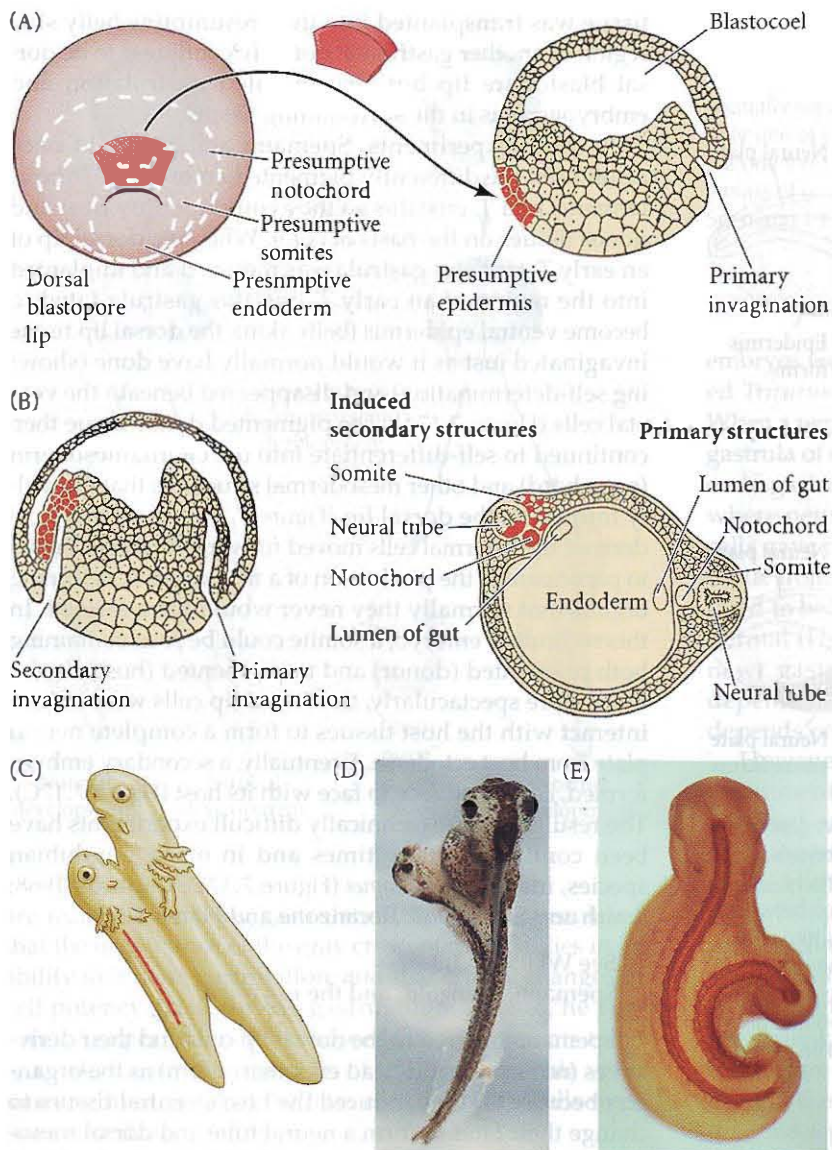 (A)
Blastocoel
Presumptive
notochord
Presumptive
somites
Presnmptive
endoderm
Dorsal
blastopore
lip
Presumptive
epidermis
Primary
invagination
(B)
Secondary
invagination
Primary
invagination
Induced
secondary structures
Somite
Neural tube
Notochord
Lumen of gut
Endoderm
Primary structures
Lumen of gut
Notochord
Somite
Neural tube
(C)
(D)
(E)